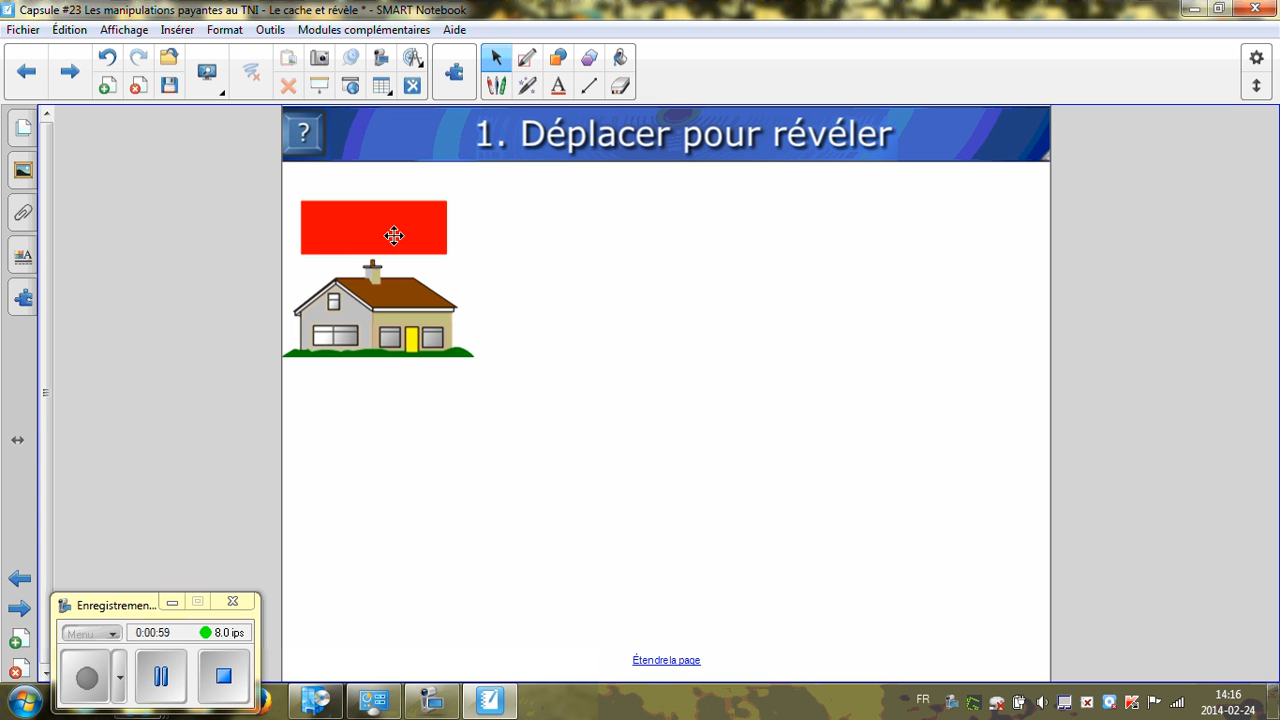 Capsule #23 Les manipulations payantes au TNI - Le cache et révèle * - SMART Notebook
Fichier Édition Affichage Insérer Format Outils Modules complémentaires Aide
? 1. Déplacer pour révéler
Étendre la page
Enregistremen...
Menu 0:00:59 8.0 ips
FR 14:16
2014-02-24